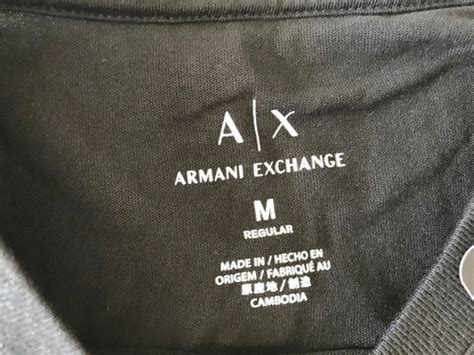 A|X
ARMANI EXCHANGE
M
REGULAR
MADE IN / HECHO EN
ORIGEM / FABRIQUÉ AU
原産地 / 制造
CAMBODIA